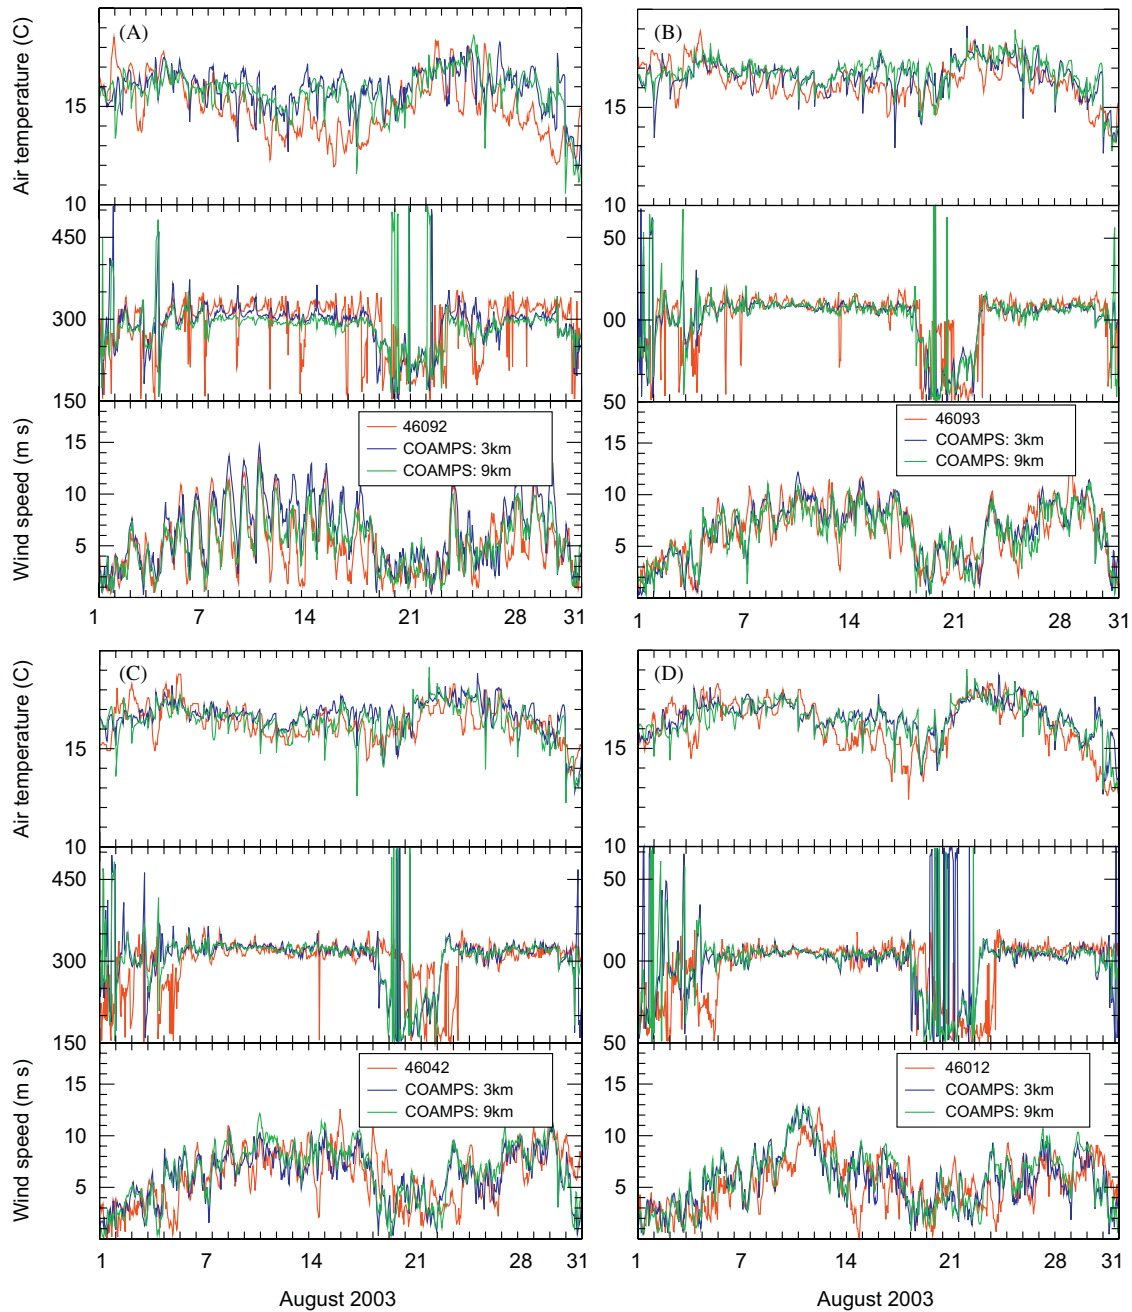 Air temperature (C)
(A)
15
10
450
300
150
Wind speed (m s)
46092
COAMPS: 3km
COAMPS: 9km
15
10
5
1 7 14 21 28 31
(B)
15
10
50
00
50
46093
COAMPS: 3km
COAMPS: 9km
15
10
5
1 7 14 21 28 31
Air temperature (C)
(C)
15
10
450
300
150
Wind speed (m s)
46042
COAMPS: 3km
COAMPS: 9km
15
10
5
1 7 14 21 28 31
August 2003
(D)
15
10
50
00
50
46012
COAMPS: 3km
COAMPS: 9km
15
10
5
1 7 14 21 28 31
August 2003